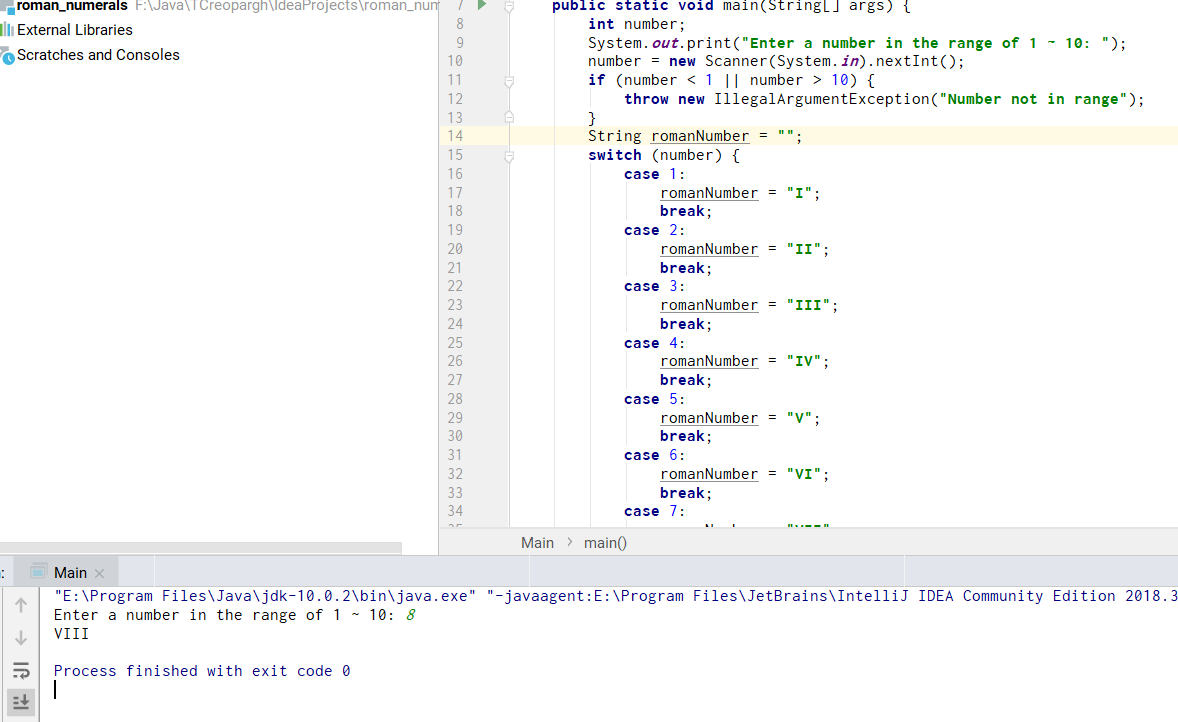 roman_numerals F:\Java\TCreopargh\IdeaProjects\roman_num
External Libraries
Scratches and Consoles
7 public static void main(String[] args) {
8 int number;
9 System.out.print("Enter a number in the range of 1 ~ 10: ");
10 number = new Scanner(System.in).nextInt();
11 if (number < 1 || number > 10) {
12 throw new IllegalArgumentException("Number not in range");
13 }
14 String romanNumber = "";
15 switch (number) {
16 case 1:
17 romanNumber = "I";
18 break;
19 case 2:
20 romanNumber = "II";
21 break;
22 case 3:
23 romanNumber = "III";
24 break;
25 case 4:
26 romanNumber = "IV";
27 break;
28 case 5:
29 romanNumber = "V";
30 break;
31 case 6:
32 romanNumber = "VI";
33 break;
34 case 7:
Main > main()
: Main ×
"E:\Program Files\Java\jdk-10.0.2\bin\java.exe" "-javaagent:E:\Program Files\JetBrains\IntelliJ IDEA Community Edition 2018.3
Enter a number in the range of 1 ~ 10: 8
VIII
Process finished with exit code 0